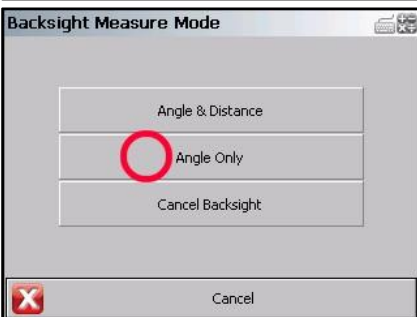 Backsight Measure Mode
Angle & Distance
Angle Only
Cancel Backsight
Cancel